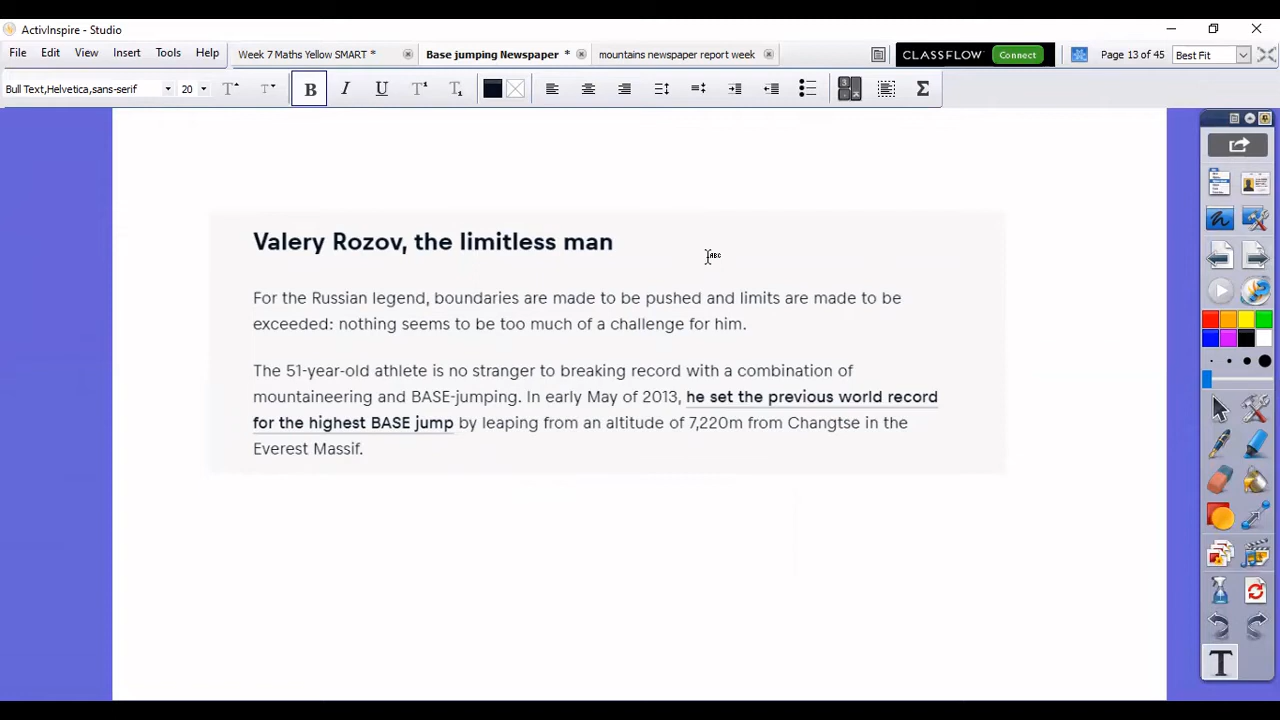 ActivInspire - Studio
File Edit View Insert Tools Help
Week 7 Maths Yellow SMART *
Base jumping Newspaper *
mountains newspaper report week
CLASSFLOW Connect
Page 13 of 45
Best Fit
Bull Text,Helvetica,sans-serif 20 B I U
Valery Rozov, the limitless man
For the Russian legend, boundaries are made to be pushed and limits are made to be
exceeded: nothing seems to be too much of a challenge for him.
The 51-year-old athlete is no stranger to breaking record with a combination of
mountaineering and BASE-jumping. In early May of 2013, he set the previous world record
for the highest BASE jump by leaping from an altitude of 7,220m from Changtse in the
Everest Massif.